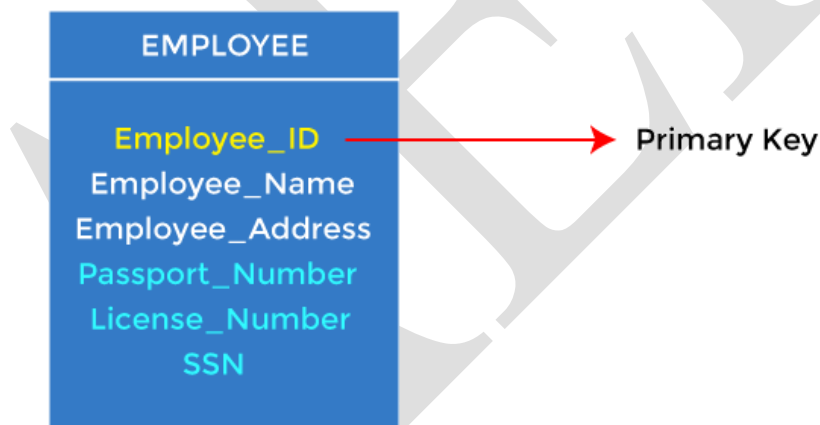 EMPLOYEE
Employee_ID
Primary Key
Employee_Name
Employee_Address
Passport_Number
License_Number
SSN